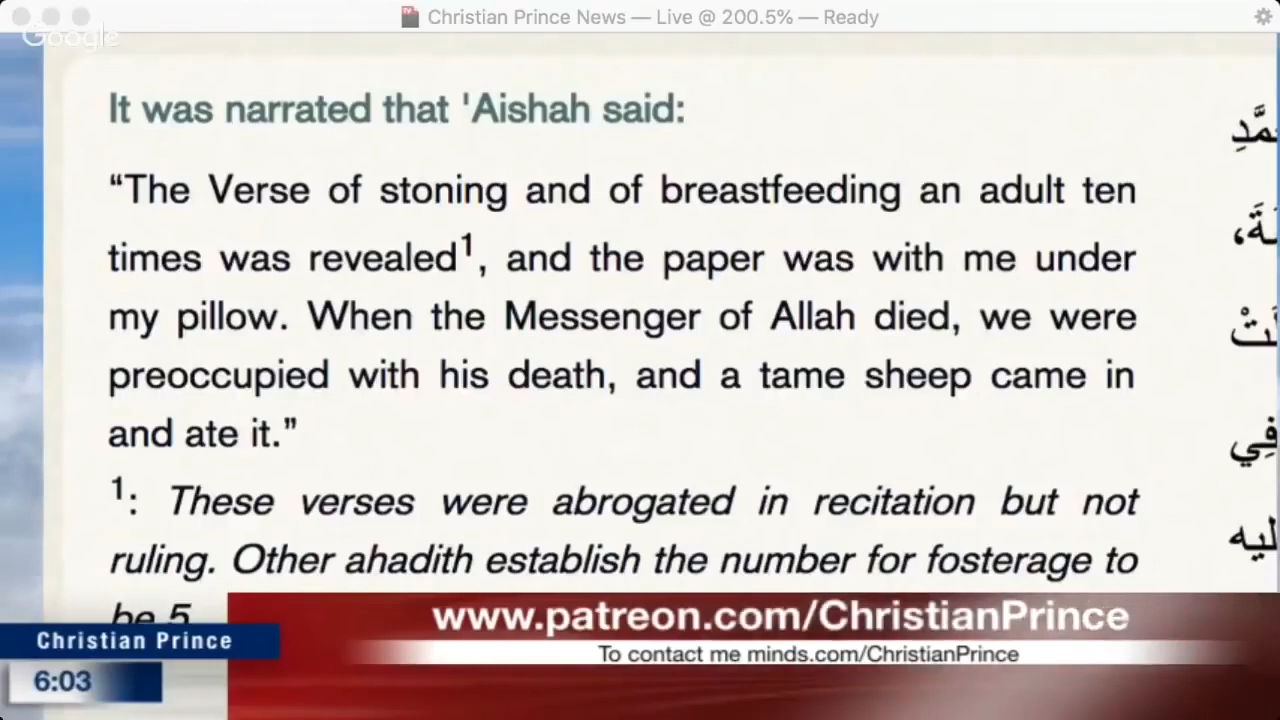 Christian Prince News — Live @ 200.5% — Ready
Google
It was narrated that 'Aishah said:
“The Verse of stoning and of breastfeeding an adult ten
times was revealed¹, and the paper was with me under
my pillow. When the Messenger of Allah died, we were
preoccupied with his death, and a tame sheep came in
and ate it.”
¹: These verses were abrogated in recitation but not
ruling. Other ahadith establish the number for fosterage to
be 5.
فِي
www.patreon.com/ChristianPrince
Christian Prince
To contact me minds.com/ChristianPrince
6:03